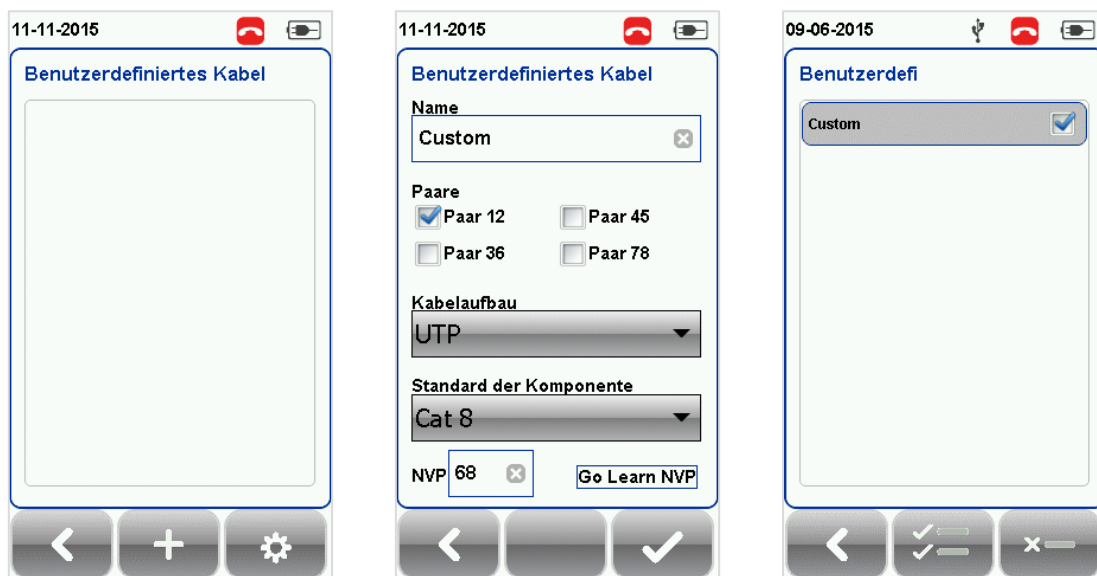 11-11-2015
Benutzerdefiniertes Kabel
11-11-2015
Benutzerdefiniertes Kabel
Name
Custom
Paare
Paar 12 Paar 45
Paar 36 Paar 78
Kabelaufbau
UTP
Standard der Komponente
Cat 8
NVP 68 Go Learn NVP
09-06-2015
Benutzerdefi
Custom